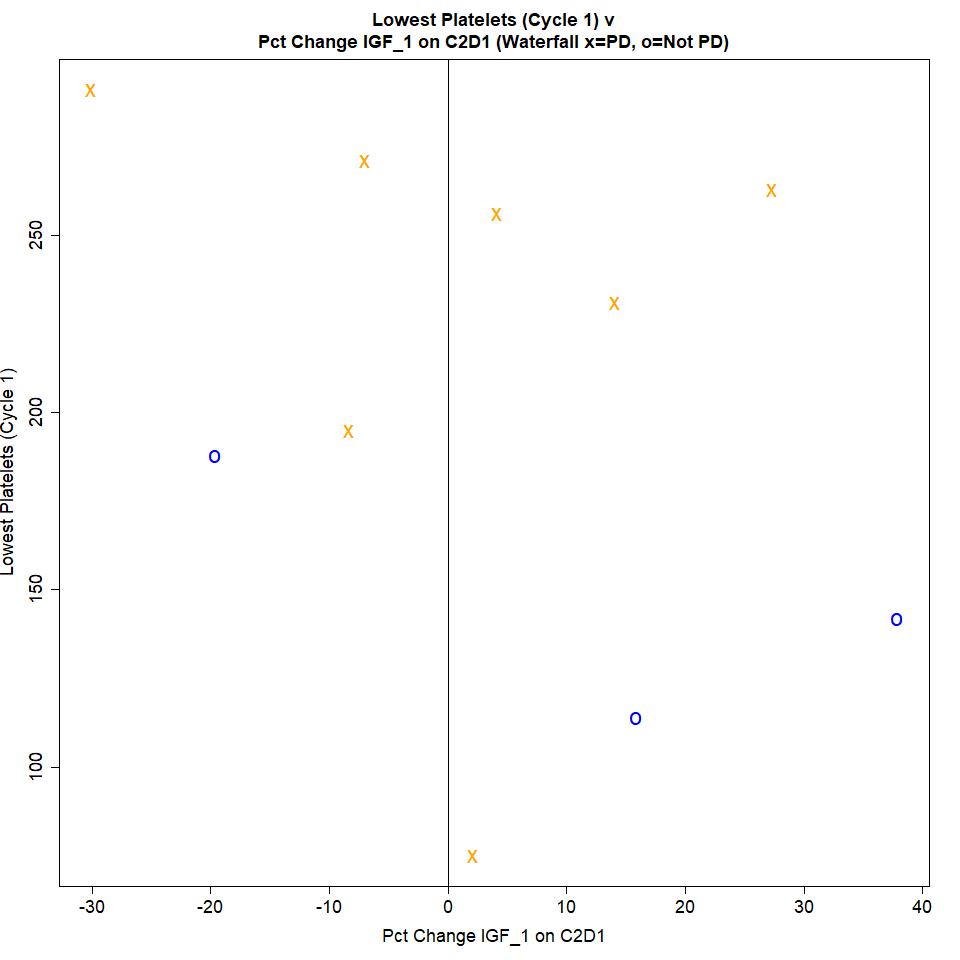 Lowest Platelets (Cycle 1) v
Pct Change IGF_1 on C2D1 (Waterfall x=PD, o=Not PD)
X
X
X
X
X
X
O
O
O
X
250
200
150
100
Lowest Platelets (Cycle 1)
-30 -20 -10 0 10 20 30 40
Pct Change IGF_1 on C2D1